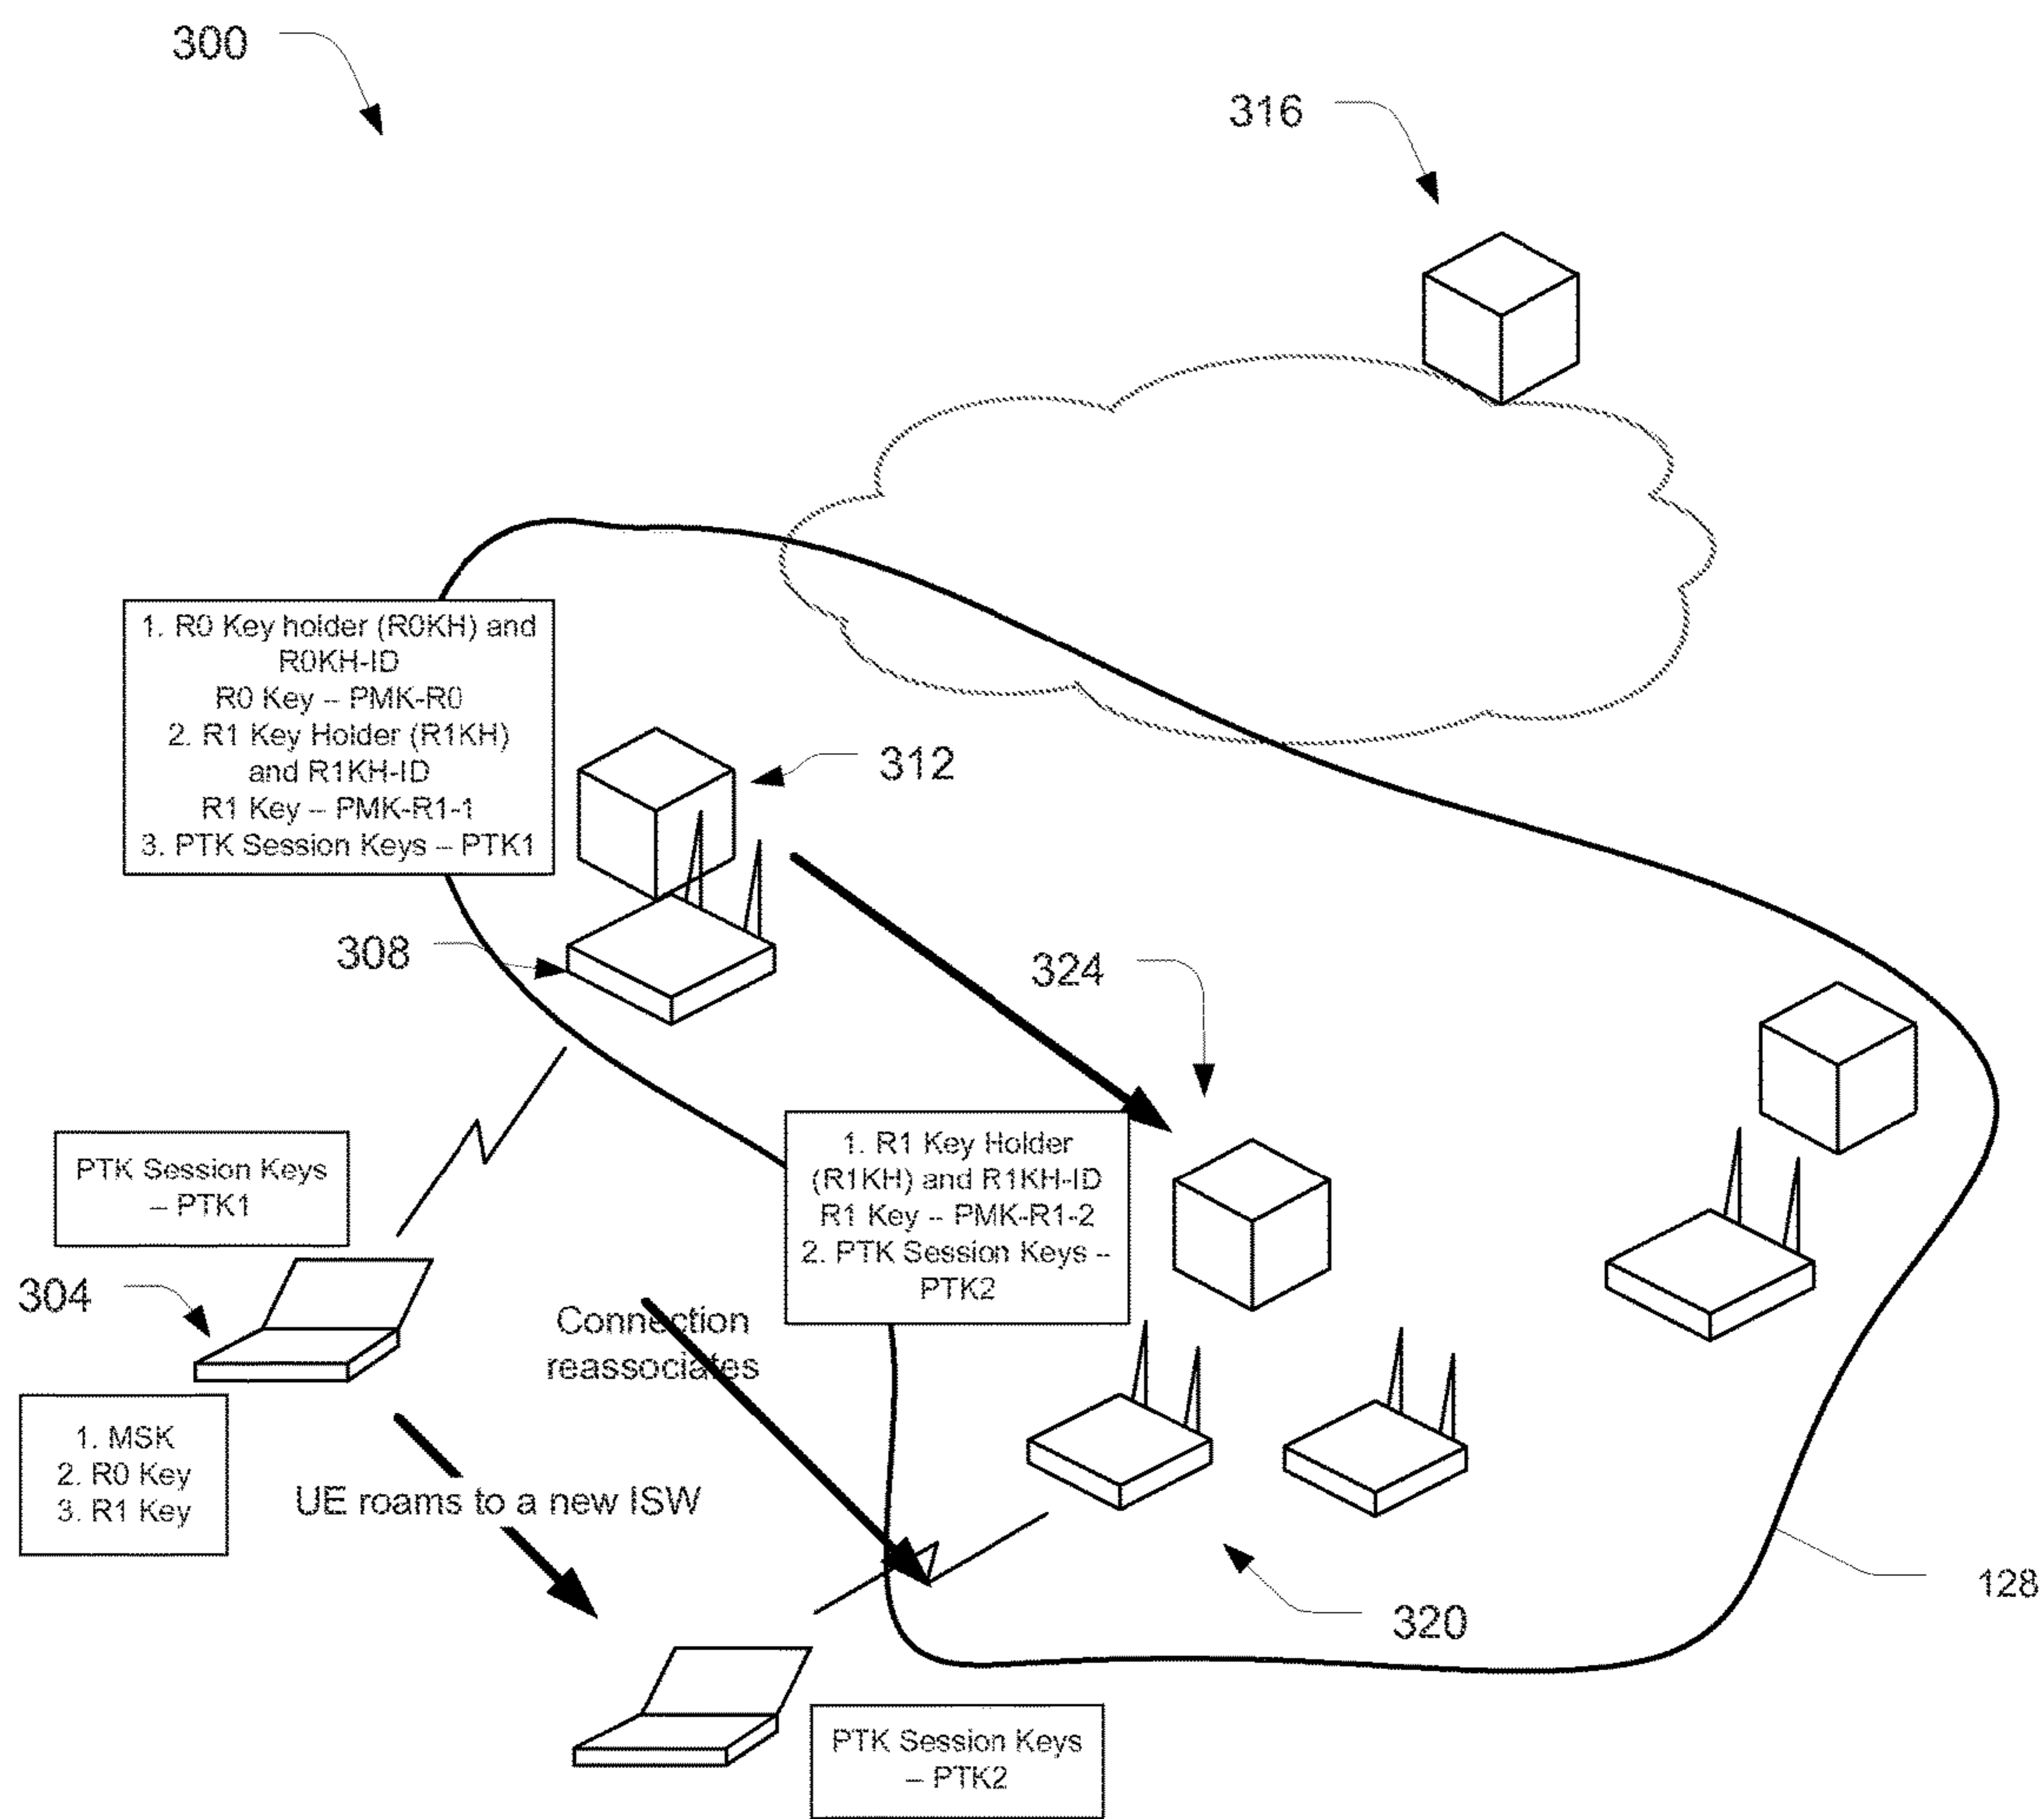 300
316
1. R0 Key holder (R0KH) and
R0KH-ID
R0 Key – PMK-R0
2. R1 Key Holder (R1KH)
and R1KH-ID
R1 Key – PMK-R1-1
3. PTK Session Keys – PTK1
312
308
324
PTK Session Keys
– PTK1
1. R1 Key Holder
(R1KH) and R1KH-ID
R1 Key – PMK-R1-2
2. PTK Session Keys –
PTK2
304
Connection
reassociates
1. MSK
2. R0 Key
3. R1 Key
UE roams to a new ISW
128
320
PTK Session Keys
– PTK2